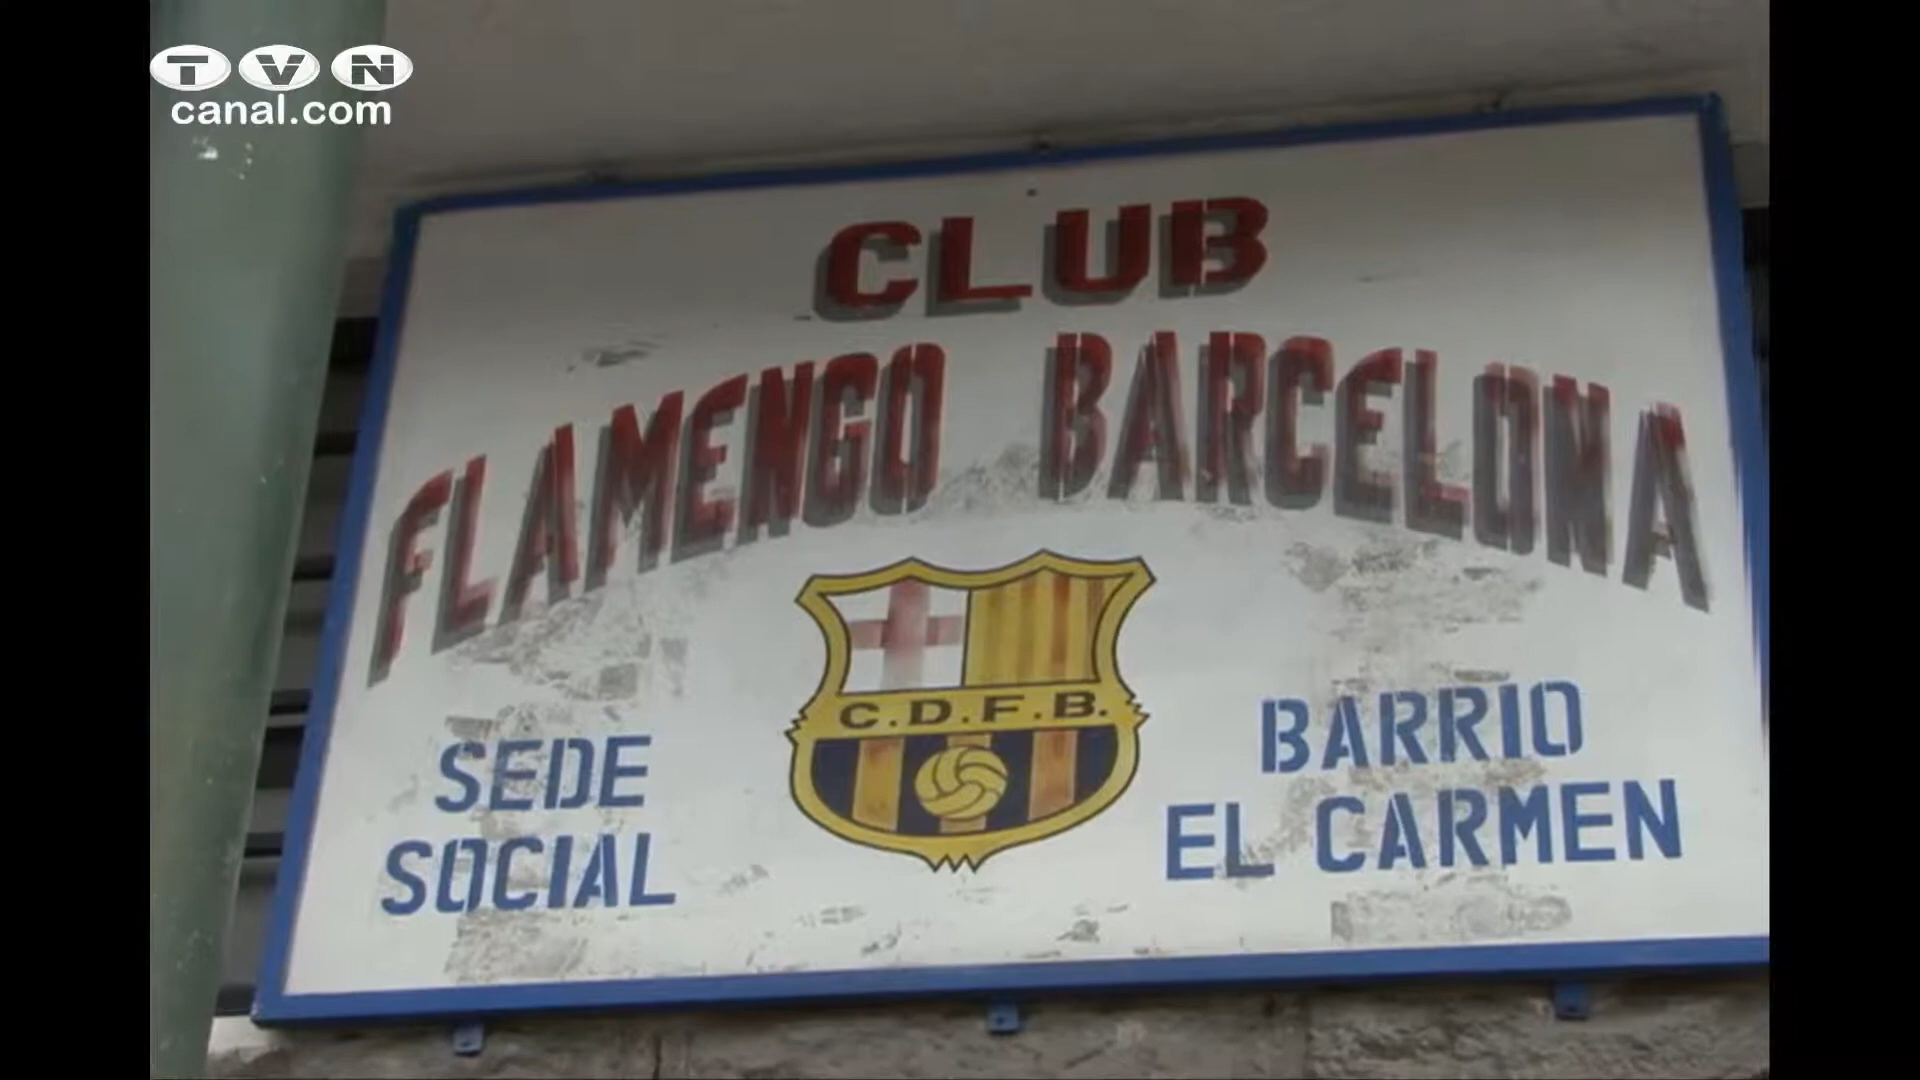 TVN
canal.com
CLUB
FLAMENGO BARCELONA
C.D.F.B.
SEDE
SOCIAL
BARRIO
EL CARMEN